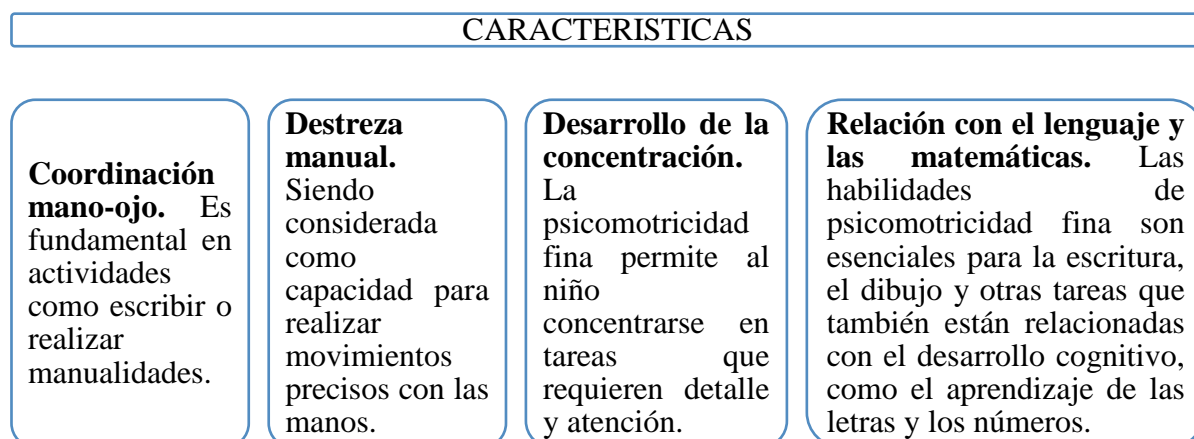 CARACTERISTICAS
Coordinación
mano-ojo. Es
fundamental en
actividades
como escribir o
realizar
manualidades.
Destreza
manual.
Siendo
considerada
como
capacidad para
realizar
movimientos
precisos con las
manos.
Desarrollo de la
concentración.
La
psicomotricidad
fina permite al
niño
concentrarse en
tareas que
requieren detalle
y atención.
Relación con el lenguaje y
las matemáticas. Las
habilidades de
psicomotricidad fina son
esenciales para la escritura,
el dibujo y otras tareas que
también están relacionadas
con el desarrollo cognitivo,
como el aprendizaje de las
letras y los números.